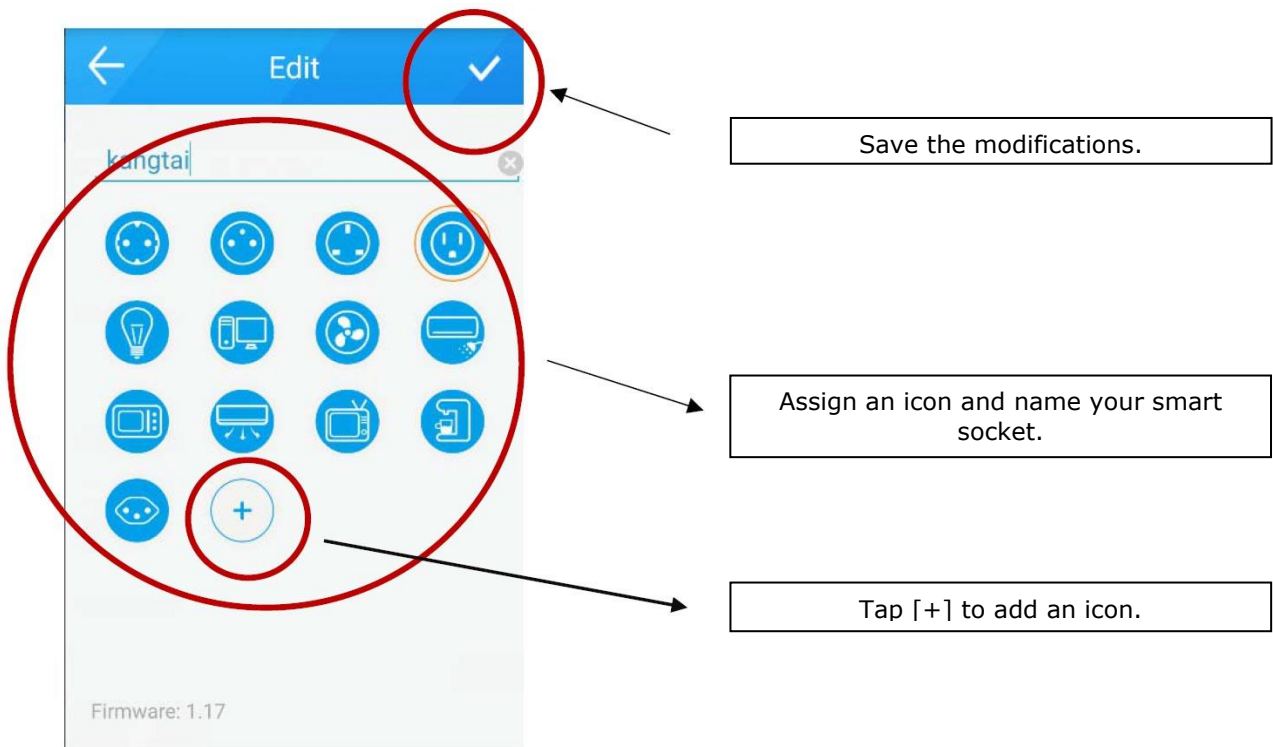 Edit
Save the modifications.
kangtai
Assign an icon and name your smart
socket.
+
Tap [+] to add an icon.
Firmware: 1.17